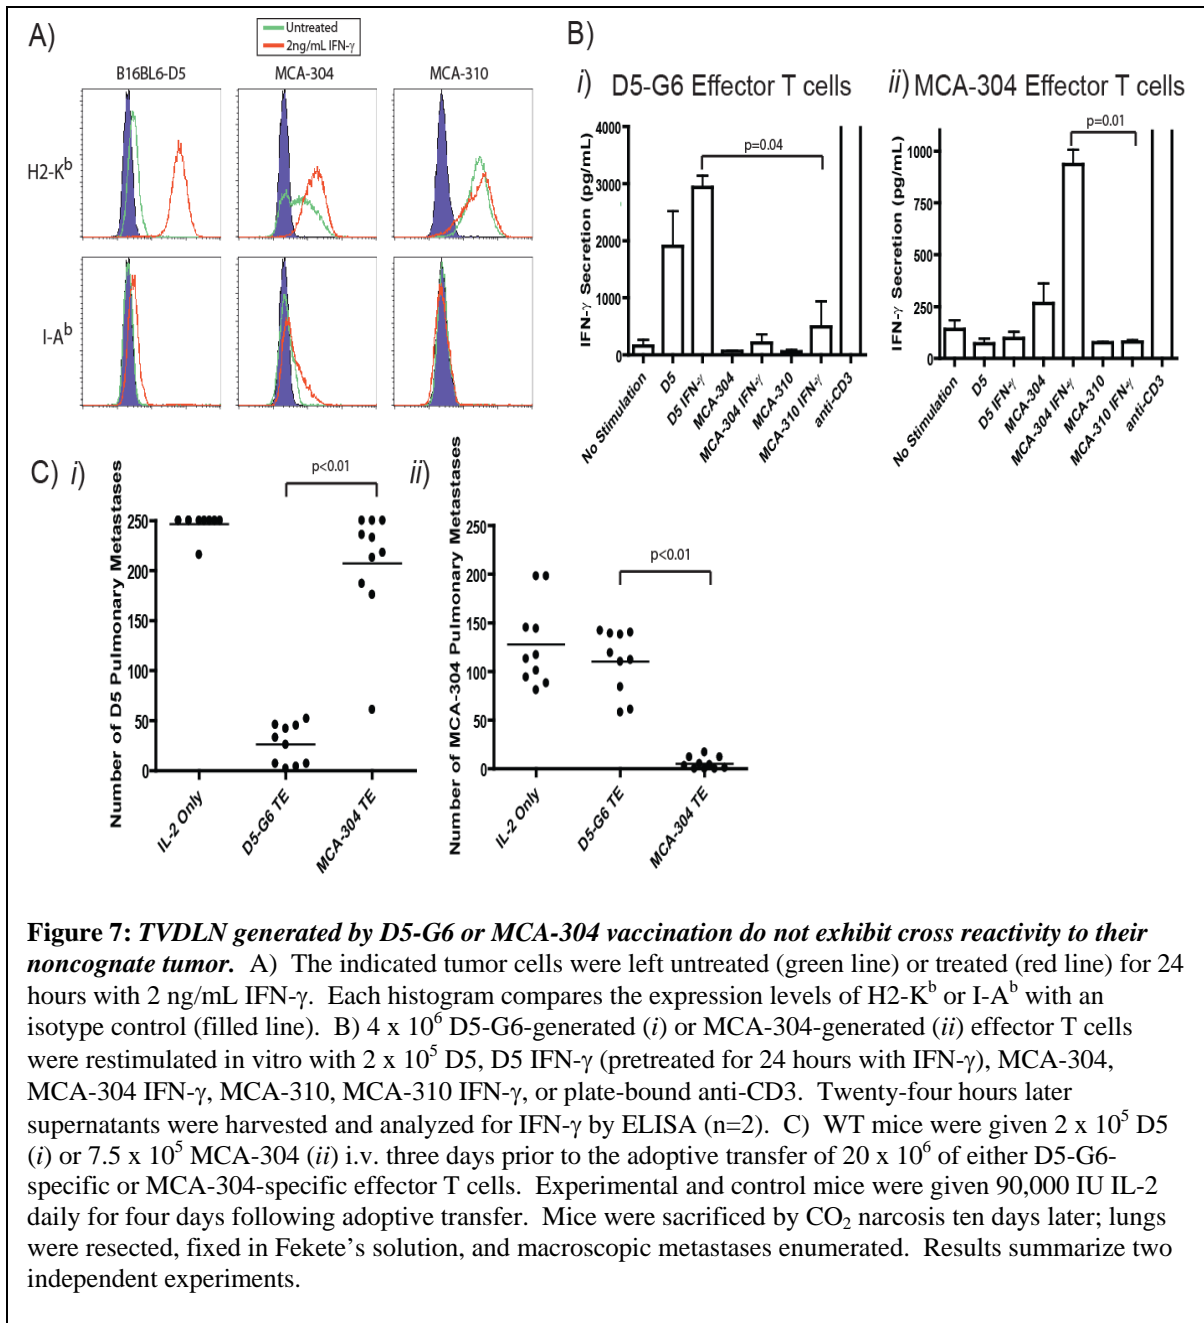 A)
Untreated
2ng/mL IFN-γ
B16BL6-D5
MCA-304
MCA-310
H2-Kᵇ
I-Aᵇ
B)
i) D5-G6 Effector T cells
IFN-γ Secretion (pg/mL)
4000
3000
2000
1000
0
p=0.04
No Stimulation
D5
D5 IFN-γ
MCA-304
MCA-304 IFN-γ
MCA-310
MCA-310 IFN-γ
anti-CD3
ii) MCA-304 Effector T cells
IFN-γ Secretion (pg/mL)
1000
750
500
250
0
p=0.01
No Stimulation
D5
D5 IFN-γ
MCA-304
MCA-304 IFN-γ
MCA-310
MCA-310 IFN-γ
anti-CD3
C) i)
Number of D5 Pulmonary Metastases
250
200
150
100
50
0
p<0.01
IL-2 Only
D5-G6 TE
MCA-304 TE
ii)
Number of MCA-304 Pulmonary Metastases
250
200
150
100
50
0
p<0.01
IL-2 Only
D5-G6 TE
MCA-304 TE
Figure 7: TVDLN generated by D5-G6 or MCA-304 vaccination do not exhibit cross reactivity to their
noncognate tumor. A) The indicated tumor cells were left untreated (green line) or treated (red line) for 24
hours with 2 ng/mL IFN-γ. Each histogram compares the expression levels of H2-Kᵇ or I-Aᵇ with an
isotype control (filled line). B) 4 x 10⁶ D5-G6-generated (i) or MCA-304-generated (ii) effector T cells
were restimulated in vitro with 2 x 10⁵ D5, D5 IFN-γ (pretreated for 24 hours with IFN-γ), MCA-304,
MCA-304 IFN-γ, MCA-310, MCA-310 IFN-γ, or plate-bound anti-CD3. Twenty-four hours later
supernatants were harvested and analyzed for IFN-γ by ELISA (n=2). C) WT mice were given 2 x 10⁵ D5
(i) or 7.5 x 10⁵ MCA-304 (ii) i.v. three days prior to the adoptive transfer of 20 x 10⁶ of either D5-G6-
specific or MCA-304-specific effector T cells. Experimental and control mice were given 90,000 IU IL-2
daily for four days following adoptive transfer. Mice were sacrificed by CO₂ narcosis ten days later; lungs
were resected, fixed in Fekete's solution, and macroscopic metastases enumerated. Results summarize two
independent experiments.